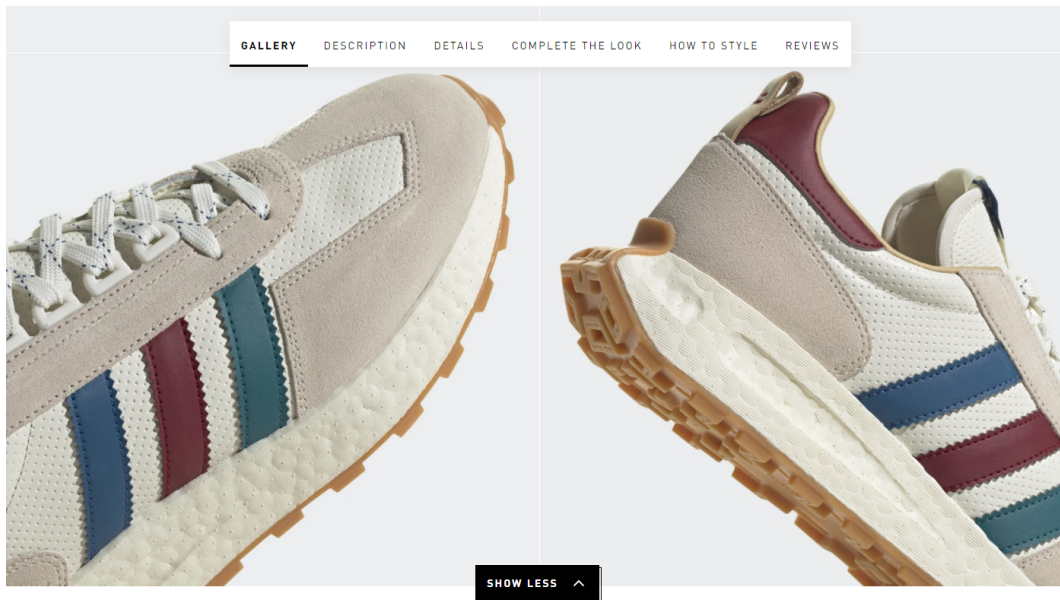 GALLERY DESCRIPTION DETAILS COMPLETE THE LOOK HOW TO STYLE REVIEWS
SHOW LESS